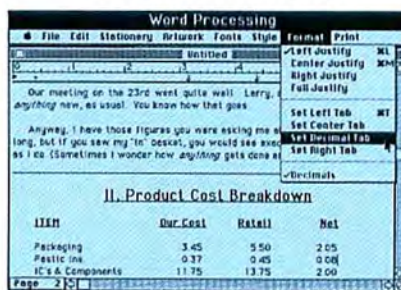 Word Processing
File Edit Stationery Artwork Fonts Style Format Print
Untitled
✓Left Justify ⌘L
Center Justify ⌘M
Right Justify
Full Justify
Set Left Tab ⌘T
Set Center Tab
Set Decimal Tab
Set Right Tab
✓Decimals
Our meeting on the 23rd went quite well. Larry,
anything new, as usual. You know how that goes.
Anyway, I have those figures you were asking me
long, but if you saw my "in" basket, you would see
as I do. (Sometimes I wonder how anything gets done
II. Product Cost Breakdown
ITEM Our Cost Retail Net
Packaging 3.45 5.50 2.05
Plastic Ink 0.37 0.45 0.08
IC's & Components 11.75 13.75 2.00
Page 2